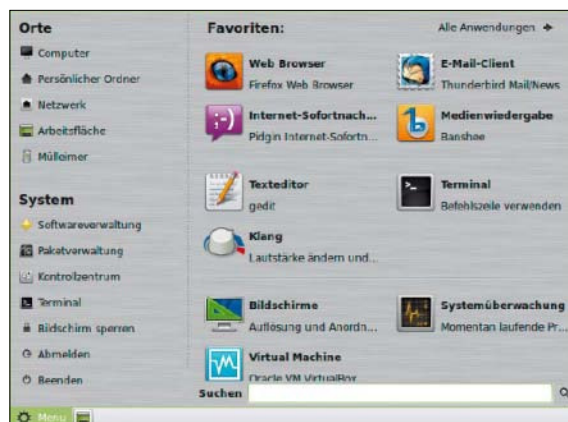 Orte
Computer
Persönlicher Ordner
Netzwerk
Arbeitsfläche
Mülleimer
System
Softwareverwaltung
Paketverwaltung
Kontrollzentrum
Terminal
Bildschirm sperren
Abmelden
Beenden
Favoriten:
Alle Anwendungen
Web Browser
Firefox Web Browser
E-Mail-Client
Thunderbird Mail/News
Internet-Sofortnach...
Pidgin Internet-Sofortn...
Medienwiedergabe
Banshee
Texteditor
gedit
Terminal
Befehlszeile verwenden
Klang
Lautstärke ändern und...
Bildschirme
Auflösung und Anordn...
Systemüberwachung
Momentan laufende Pr...
Virtual Machine
Oracle VM VirtualBox
Suchen
Menu